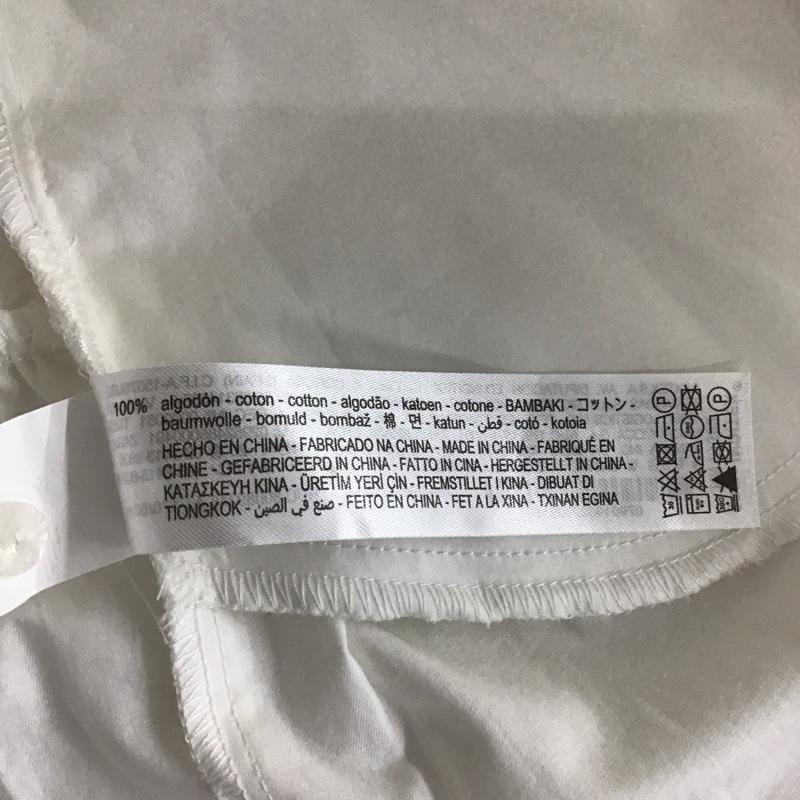 100% algodón - coton - cotton - algodão - katoen - cotone - BAMBAKI - コットン -
baumwolle - bomuld - bombaž - 棉 - 면 - katun - قطن - cotó - kotoia
HECHO EN CHINA - FABRICADO NA CHINA - MADE IN CHINA - FABRIQUÉ EN
CHINE - GEFABRICEERD IN CHINA - FATTO IN CINA - HERGESTELLT IN CHINA -
ΚΑΤΑΣΚΕΥΗ ΚΙΝΑ - ÜRETİM YERİ ÇİN - FREMSTILLET I KINA - DIBUAT DI
TIONGKOK - صنع في الصين - FEITO EN CHINA - FET A LA XINA - TXINAN EGINA